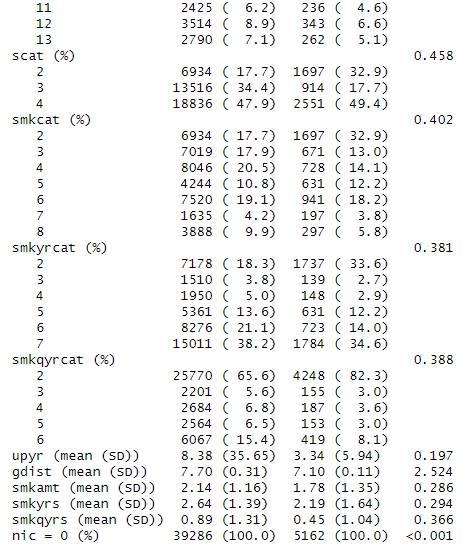 11 2425 ( 6.2) 236 ( 4.6)
12 3514 ( 8.9) 343 ( 6.6)
13 2790 ( 7.1) 262 ( 5.1)
scat (%) 0.458
2 6934 ( 17.7) 1697 ( 32.9)
3 13516 ( 34.4) 914 ( 17.7)
4 18836 ( 47.9) 2551 ( 49.4)
smkcat (%) 0.402
2 6934 ( 17.7) 1697 ( 32.9)
3 7019 ( 17.9) 671 ( 13.0)
4 8046 ( 20.5) 728 ( 14.1)
5 4244 ( 10.8) 631 ( 12.2)
6 7520 ( 19.1) 941 ( 18.2)
7 1635 ( 4.2) 197 ( 3.8)
8 3888 ( 9.9) 297 ( 5.8)
smkyrcat (%) 0.381
2 7178 ( 18.3) 1737 ( 33.6)
3 1510 ( 3.8) 139 ( 2.7)
4 1950 ( 5.0) 148 ( 2.9)
5 5361 ( 13.6) 631 ( 12.2)
6 8276 ( 21.1) 723 ( 14.0)
7 15011 ( 38.2) 1784 ( 34.6)
smkqyrcat (%) 0.388
2 25770 ( 65.6) 4248 ( 82.3)
3 2201 ( 5.6) 155 ( 3.0)
4 2684 ( 6.8) 187 ( 3.6)
5 2564 ( 6.5) 153 ( 3.0)
6 6067 ( 15.4) 419 ( 8.1)
upyr (mean (SD)) 8.38 (35.65) 3.34 (5.94) 0.197
gdist (mean (SD)) 7.70 (0.31) 7.10 (0.11) 2.524
smkamt (mean (SD)) 2.14 (1.16) 1.78 (1.35) 0.286
smkyrs (mean (SD)) 2.64 (1.39) 2.19 (1.64) 0.294
smkqyrs (mean (SD)) 0.89 (1.31) 0.45 (1.04) 0.366
nic = 0 (%) 39286 (100.0) 5162 (100.0) <0.001